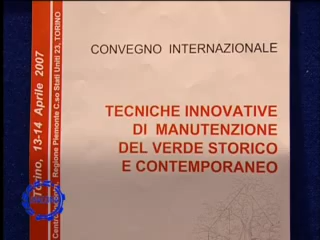 CONVEGNO INTERNAZIONALE
TECNICHE INNOVATIVE
DI MANUTENZIONE
DEL VERDE STORICO
E CONTEMPORANEO
Torino, 13-14 Aprile 2007
Regione Piemonte C.so Stati Uniti 23, TORINO